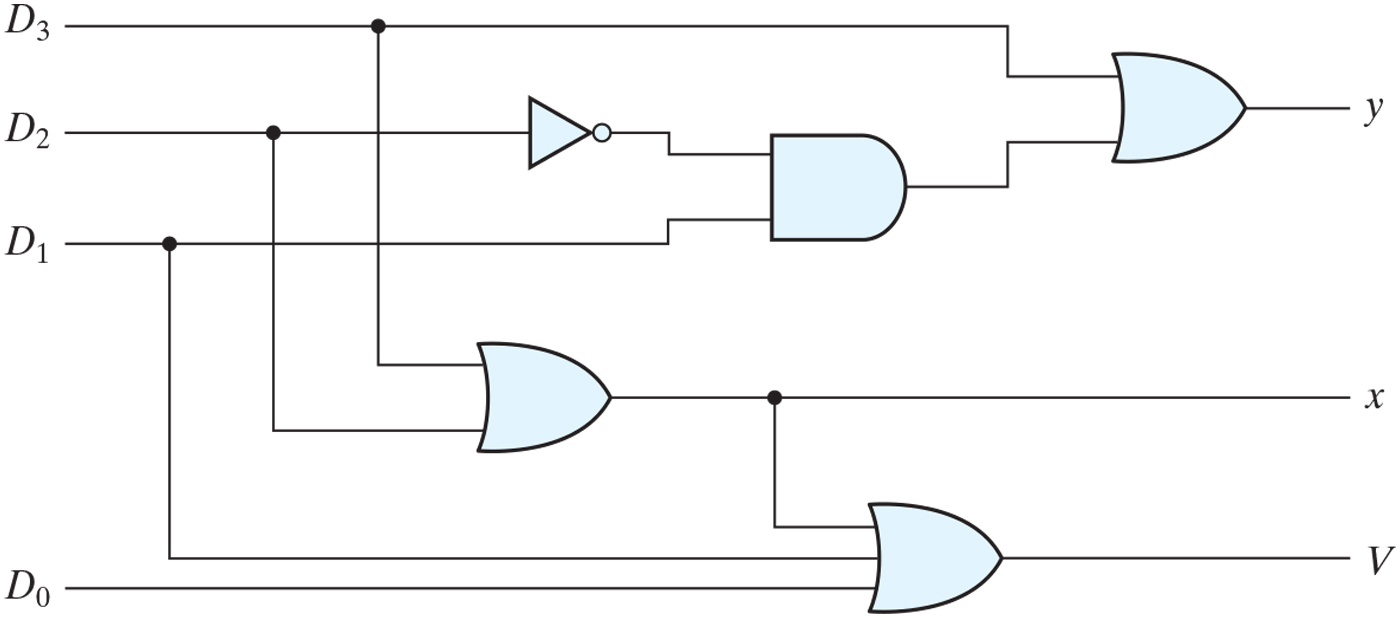 D₃
D₂
y
D₁
x
V
D₀